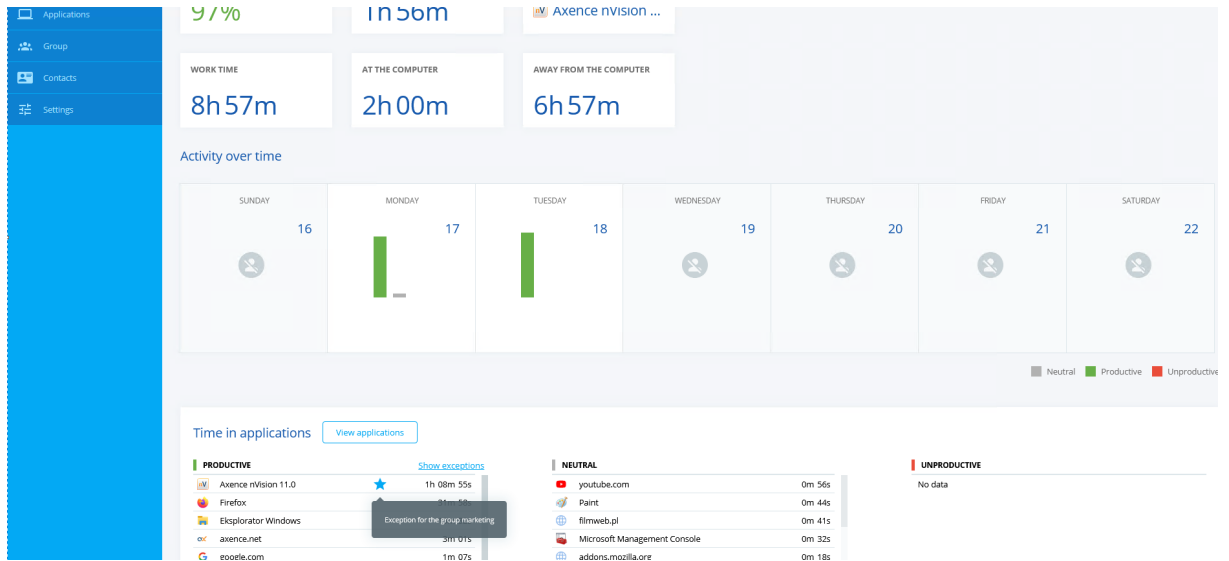 Applications
Group
Contacts
Settings
97%
1h 56m
Axence nVision ...
WORK TIME
8h 57m
AT THE COMPUTER
2h 00m
AWAY FROM THE COMPUTER
6h 57m
Activity over time
SUNDAY MONDAY TUESDAY WEDNESDAY THURSDAY FRIDAY SATURDAY
16 17 18 19 20 21 22
Neutral Productive Unproductive
Time in applications View applications
PRODUCTIVE Show exceptions
Axence nVision 11.0 1h 08m 55s
Firefox
Eksplorator Windows
Exception for the group marketing
axence.net 3m 01s
google.com 1m 07s
NEUTRAL
youtube.com 0m 56s
Paint 0m 44s
filmweb.pl 0m 41s
Microsoft Management Console 0m 32s
addons.mozilla.org 0m 18s
UNPRODUCTIVE
No data